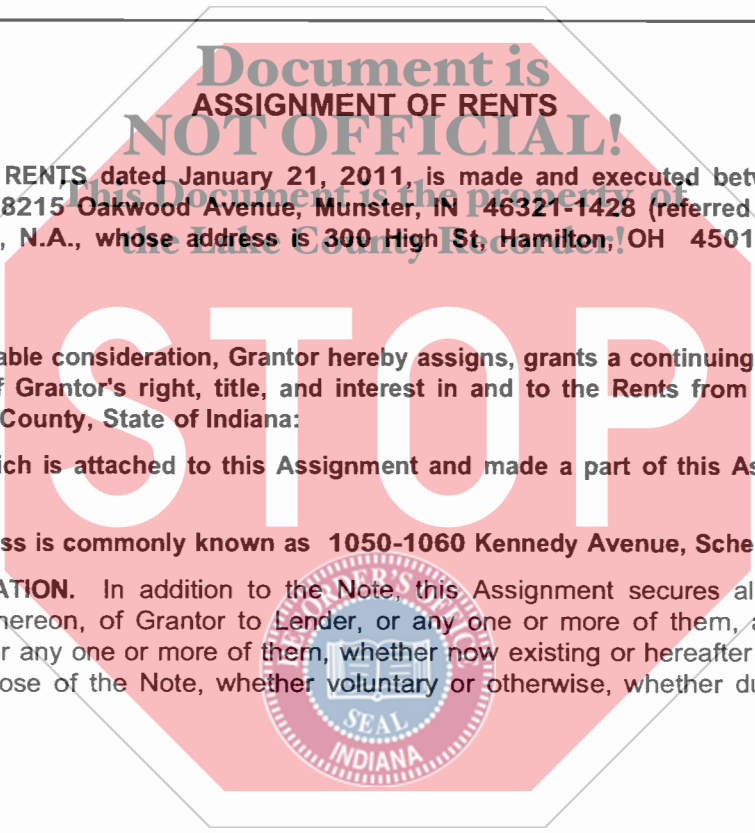 Document is
ASSIGNMENT OF RENTS
NOT OFFICIAL!
RENTS dated January 21, 2011, is made and executed betw
This Document is the property of
8215 Oakwood Avenue, Munster, IN 46321-1428 (referred
the Lake County Recorder!
, N.A., whose address is 300 High St, Hamilton, OH 4501
STOP
able consideration, Grantor hereby assigns, grants a continuing
f Grantor's right, title, and interest in and to the Rents from
County, State of Indiana:
ich is attached to this Assignment and made a part of this As
ss is commonly known as 1050-1060 Kennedy Avenue, Sche
ATION. In addition to the Note, this Assignment secures al
hereon, of Grantor to Lender, or any one or more of them, a
r any one or more of them, whether now existing or hereafter
ose of the Note, whether voluntary or otherwise, whether du
RECORDER'S OFFICE
SEAL
INDIANA